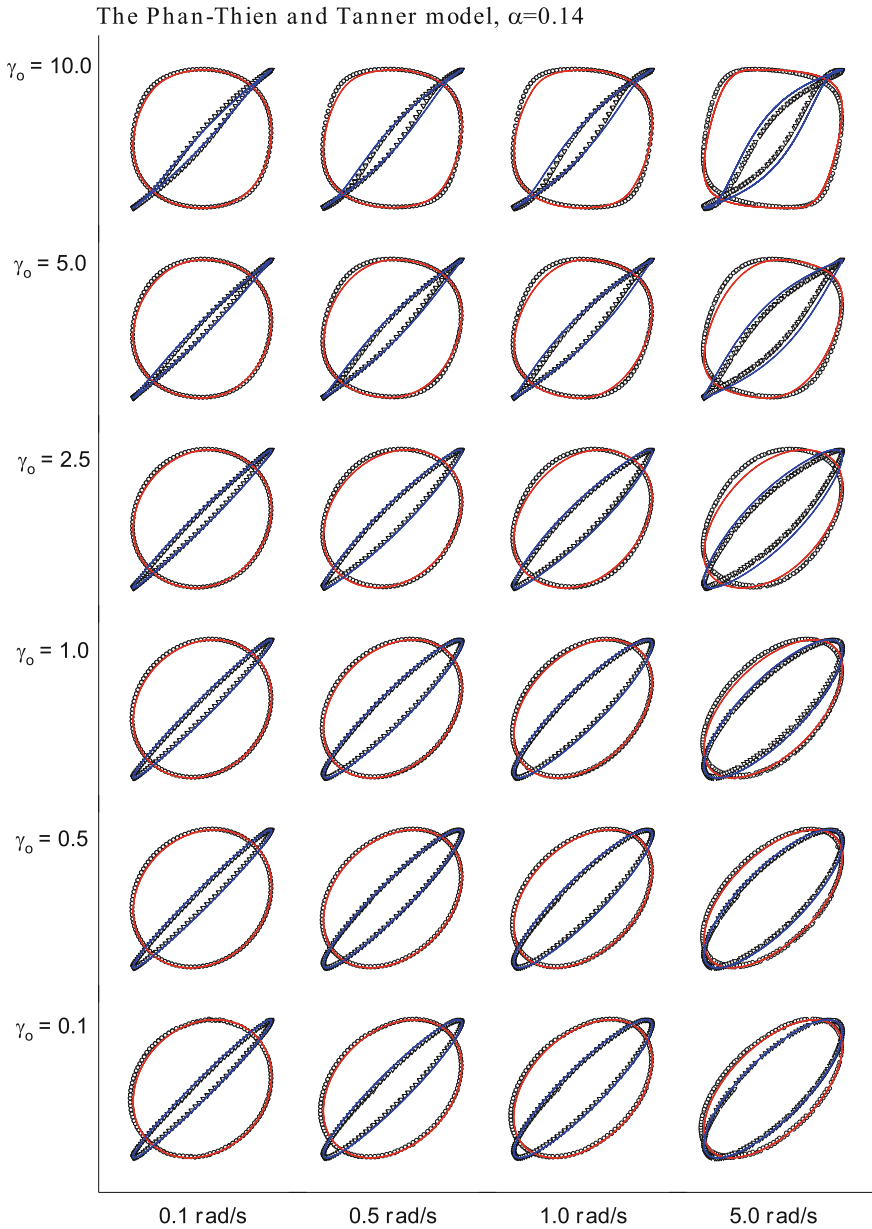 The Phan-Thien and Tanner model, α=0.14
γo = 10.0
γo = 5.0
γo = 2.5
γo = 1.0
γo = 0.5
γo = 0.1
0.1 rad/s 0.5 rad/s 1.0 rad/s 5.0 rad/s